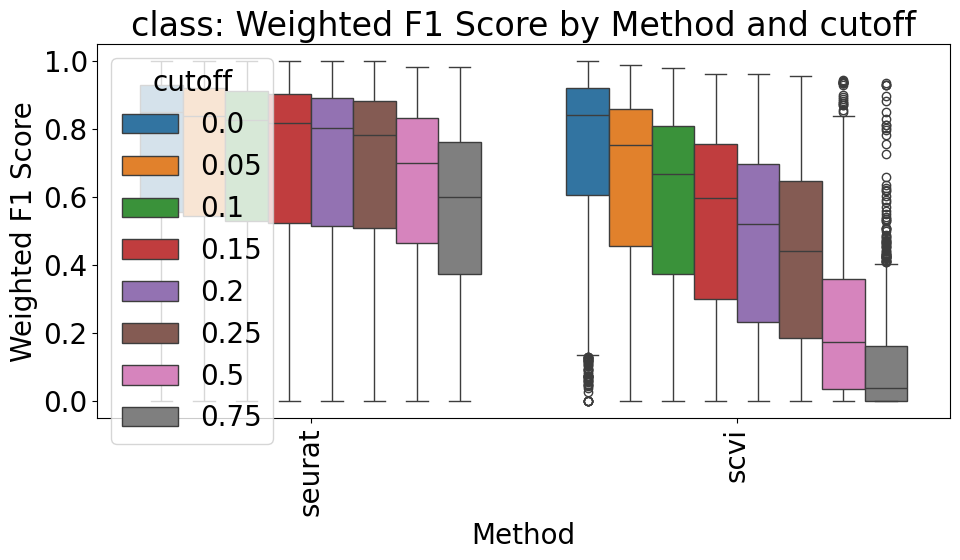 class: Weighted F1 Score by Method and cutoff
Weighted F1 Score
1.0
0.8
0.6
0.4
0.2
0.0
cutoff
0.0
0.05
0.1
0.15
0.2
0.25
0.5
0.75
seurat
scvi
Method